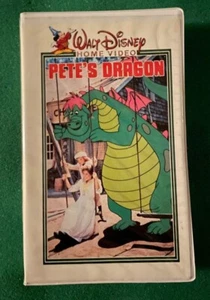 WALT DISNEY
HOME VIDEO
PETE'S DRAGON